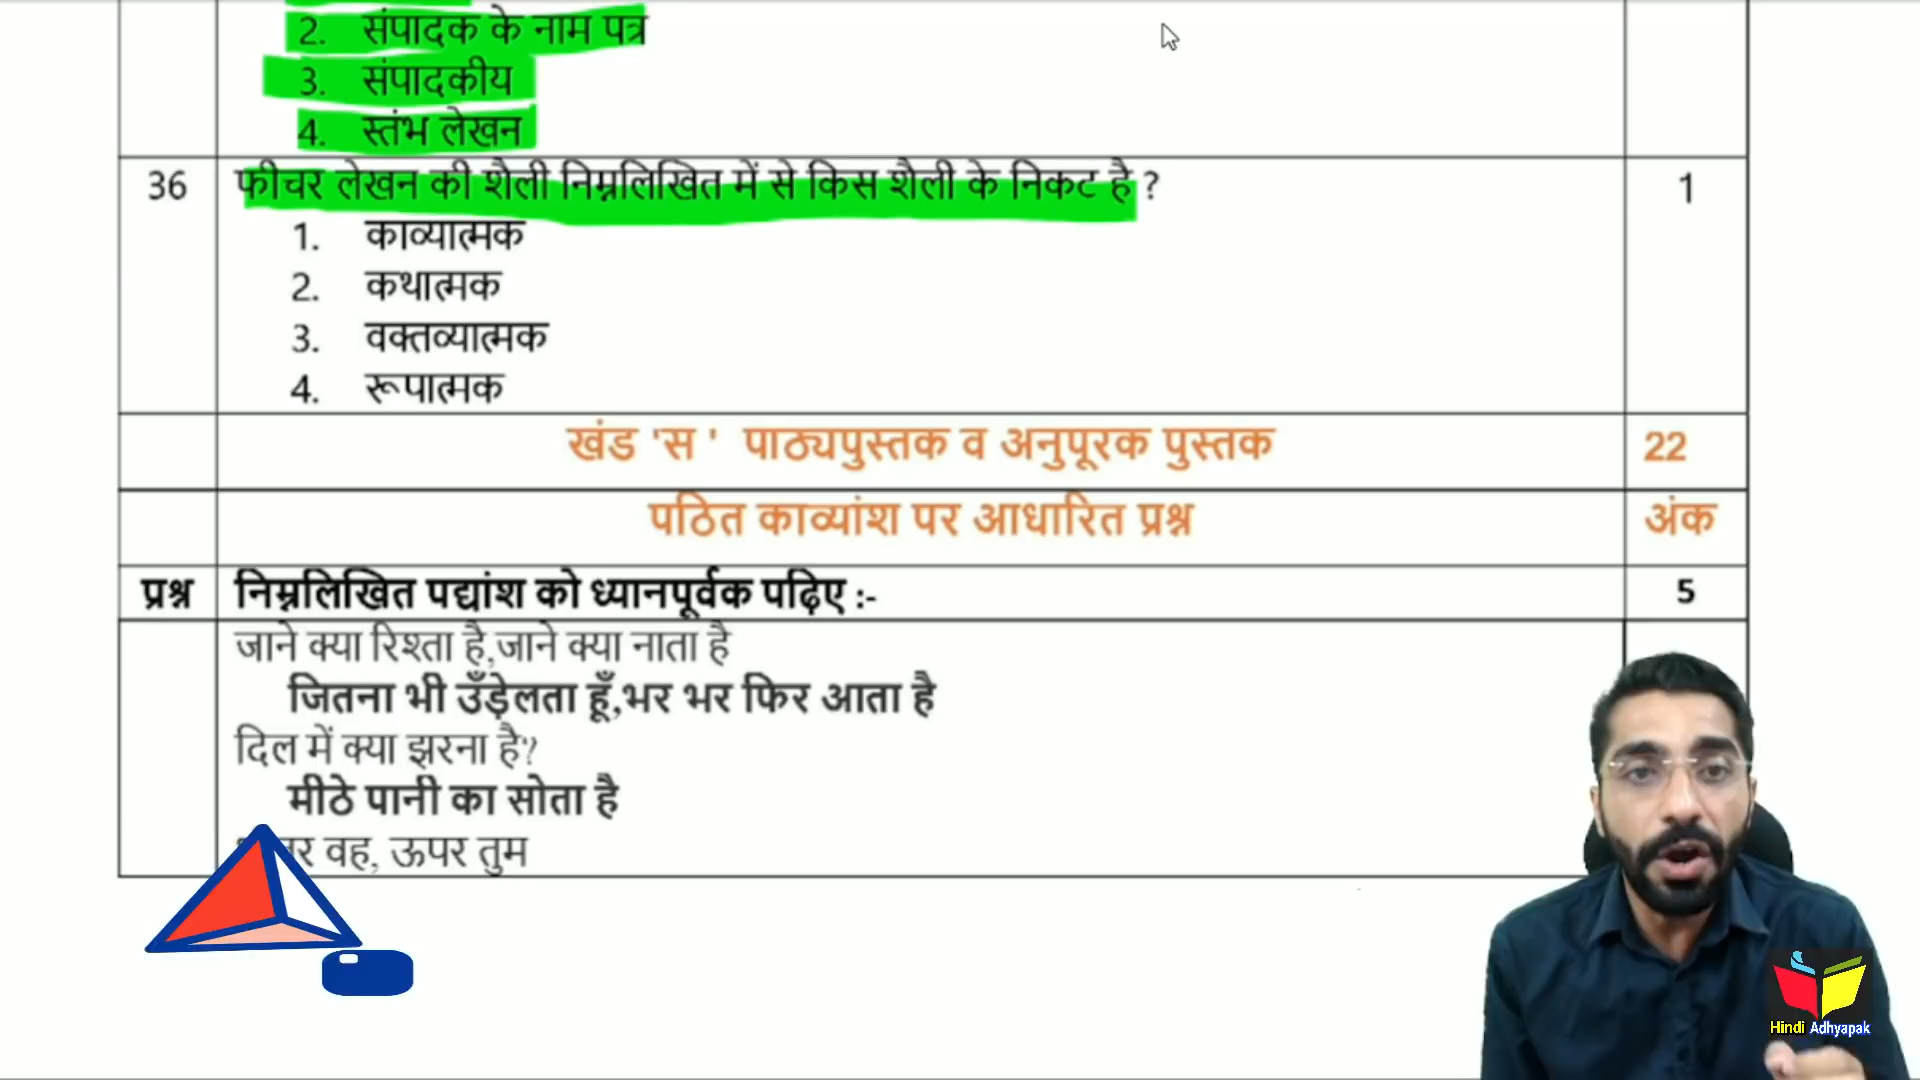 2. संपादक के नाम पत्र
3. संपादकीय
4. स्तंभ लेखन
36 फीचर लेखन की शैली निम्नलिखित में से किस शैली के निकट है ? 1
1. काव्यात्मक
2. कथात्मक
3. वक्तव्यात्मक
4. रूपात्मक
खंड 'स ' पाठ्यपुस्तक व अनुपूरक पुस्तक 22
पठित काव्यांश पर आधारित प्रश्न अंक
प्रश्न निम्नलिखित पद्यांश को ध्यानपूर्वक पढ़िए :- 5
जाने क्या रिश्ता है,जाने क्या नाता है
जितना भी उँड़ेलता हूँ,भर भर फिर आता है
दिल में क्या झरना है?
मीठे पानी का सोता है
वह, ऊपर तुम
Hindi Adhyapak